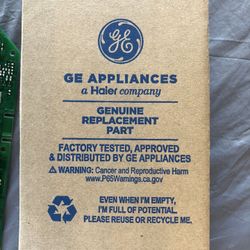 GE
GE APPLIANCES
a Haier company
GENUINE
REPLACEMENT
PART
FACTORY TESTED, APPROVED
& DISTRIBUTED BY GE APPLIANCES
⚠ WARNING: Cancer and Reproductive Harm
www.P65Warnings.ca.gov
EVEN WHEN I'M EMPTY,
I'M FULL OF POTENTIAL.
PLEASE REUSE OR RECYCLE ME.